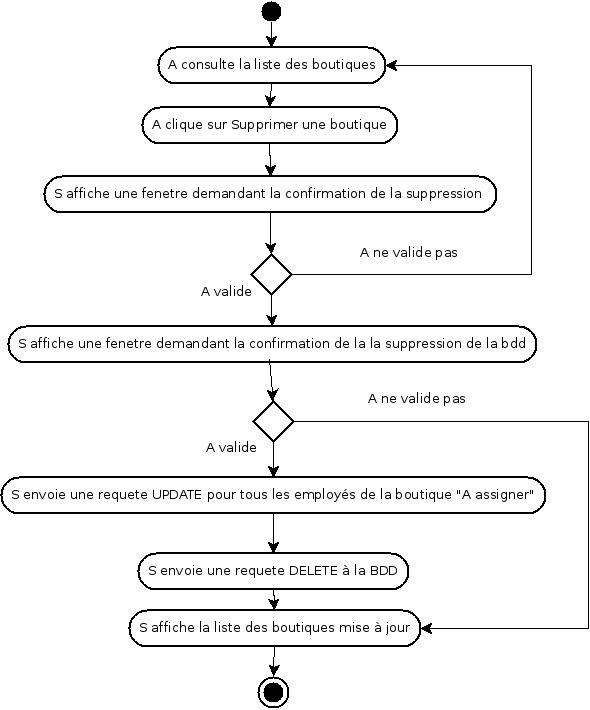 A consulte la liste des boutiques
A clique sur Supprimer une boutique
S affiche une fenetre demandant la confirmation de la suppression
A ne valide pas
A valide
S affiche une fenetre demandant la confirmation de la la suppression de la bdd
A ne valide pas
A valide
S envoie une requete UPDATE pour tous les employés de la boutique "A assigner"
S envoie une requete DELETE à la BDD
S affiche la liste des boutiques mise à jour